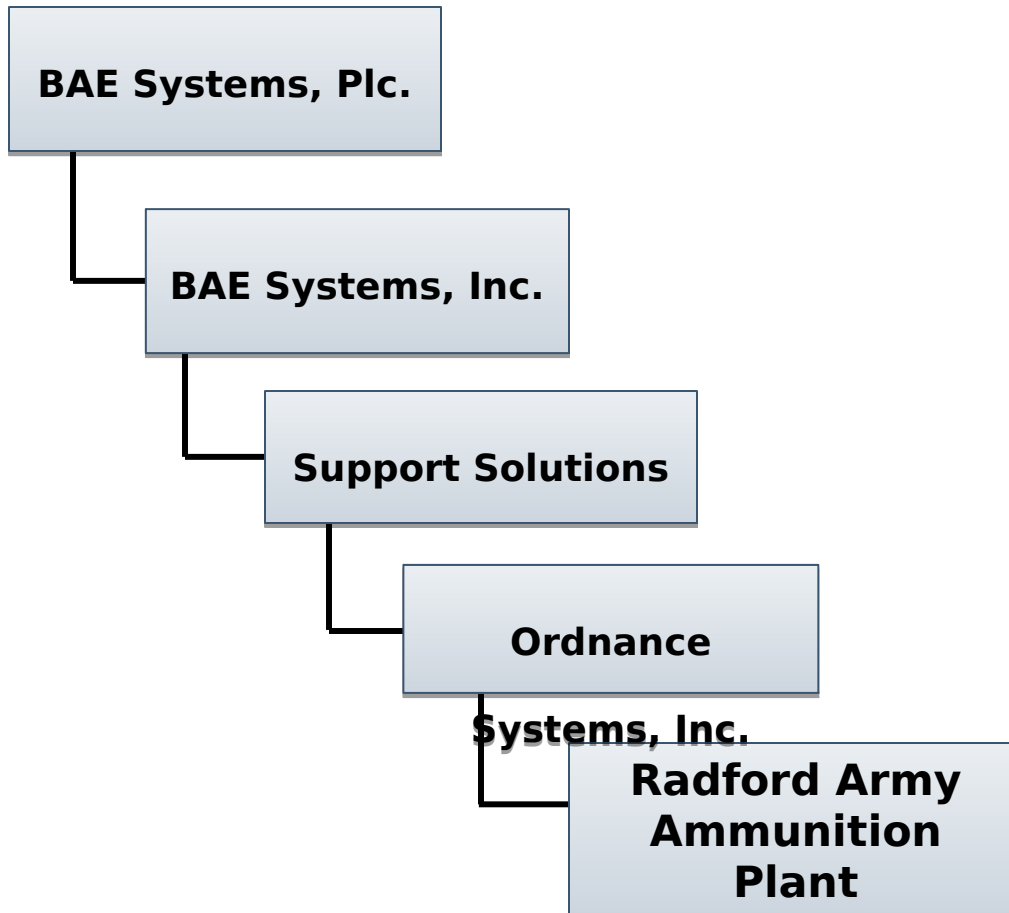 BAE Systems, Plc.
BAE Systems, Inc.
Support Solutions
Ordnance
Systems, Inc.
Radford Army
Ammunition
Plant